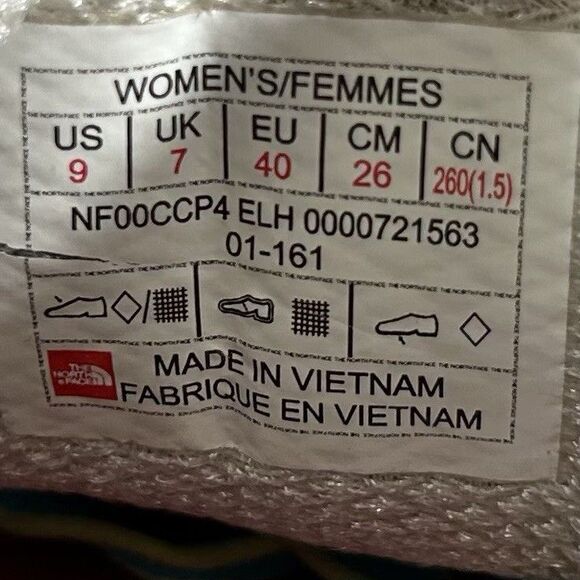 WOMEN'S/FEMMES
US UK EU CM CN
9 7 40 26 260(1.5)
NF00CCP4 ELH 0000721563
01-161
THE
NORTH
FACE
MADE IN VIETNAM
FABRIQUE EN VIETNAM